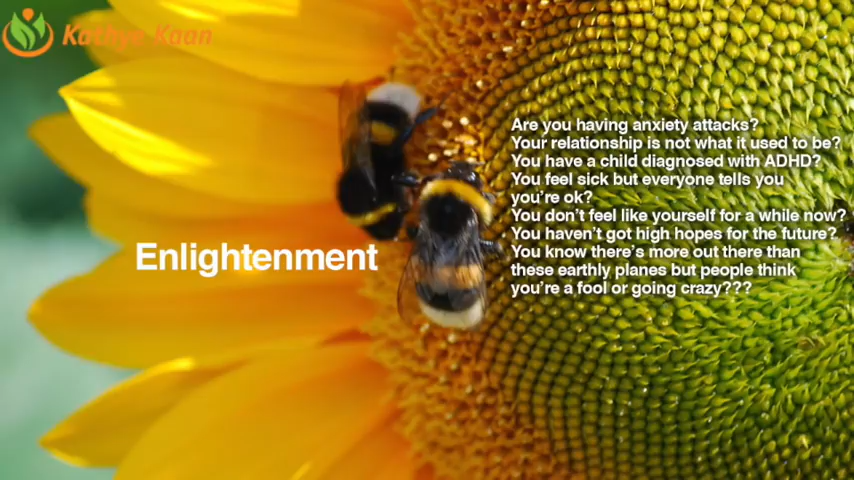 Kathye Kaan
Enlightenment
Are you having anxiety attacks?
Your relationship is not what it used to be?
You have a child diagnosed with ADHD?
You feel sick but everyone tells you
you're ok?
You don't feel like yourself for a while now?
You haven't got high hopes for the future?
You know there's more out there than
these earthly planes but people think
you're a fool or going crazy???